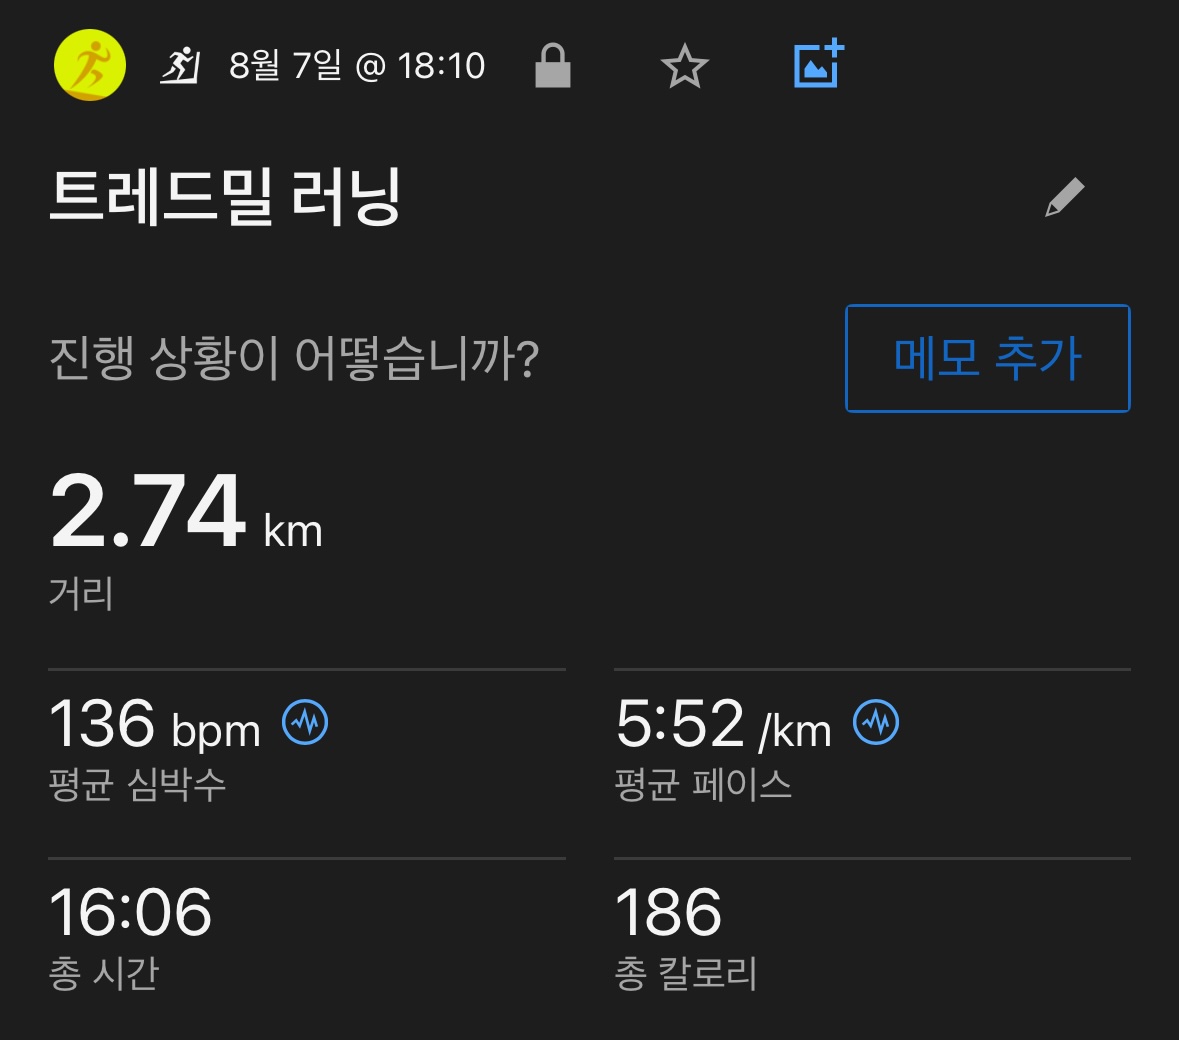 8월 7일 @ 18:10
트레드밀 러닝
진행 상황이 어떻습니까?
메모 추가
2.74 km
거리
136 bpm
평균 심박수
5:52 /km
평균 페이스
16:06
총 시간
186
총 칼로리